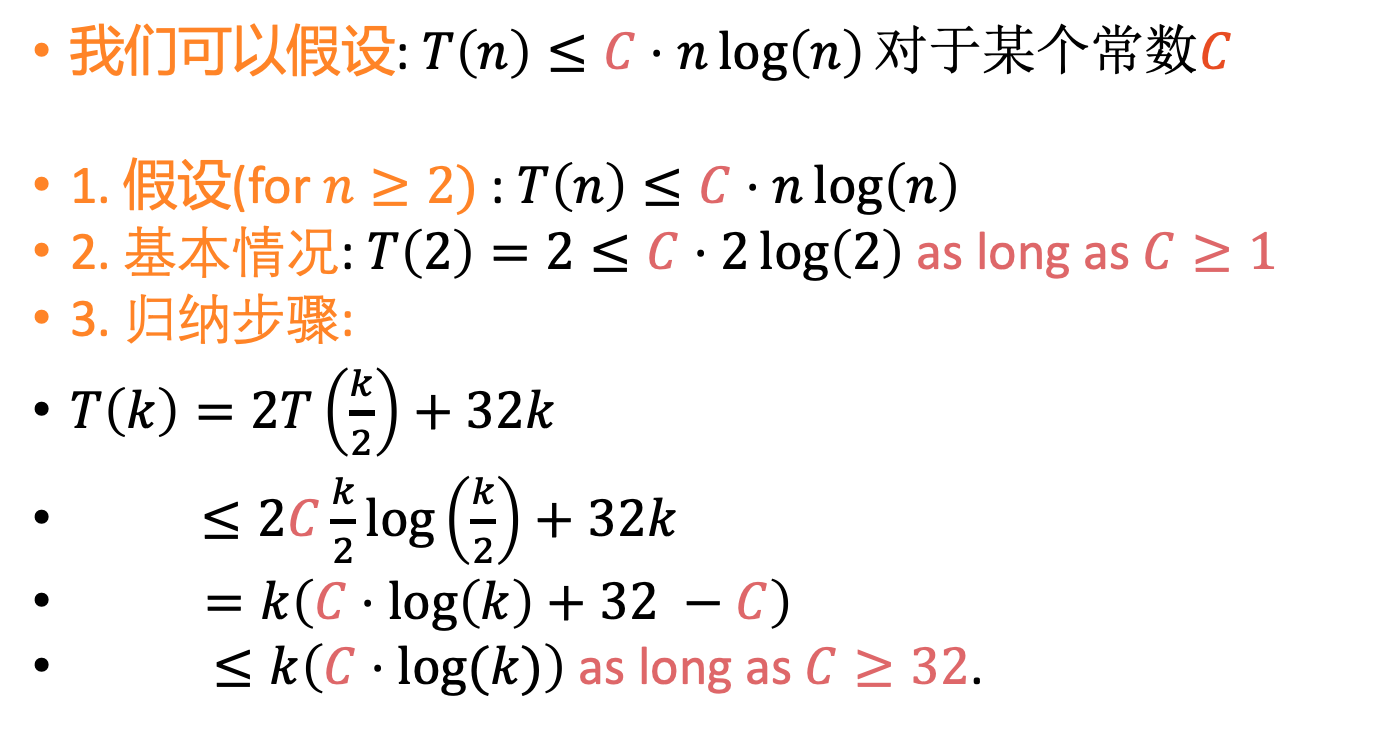 • 我们可以假设: T(n) ≤ C · n log(n) 对于某个常数C
• 1. 假设(for n ≥ 2) : T(n) ≤ C · n log(n)
• 2. 基本情况: T(2) = 2 ≤ C · 2 log(2) as long as C ≥ 1
• 3. 归纳步骤:
• T(k) = 2T(k/2) + 32k
• ≤ 2C k/2 log(k/2) + 32k
• = k(C · log(k) + 32 − C)
• ≤ k(C · log(k)) as long as C ≥ 32.